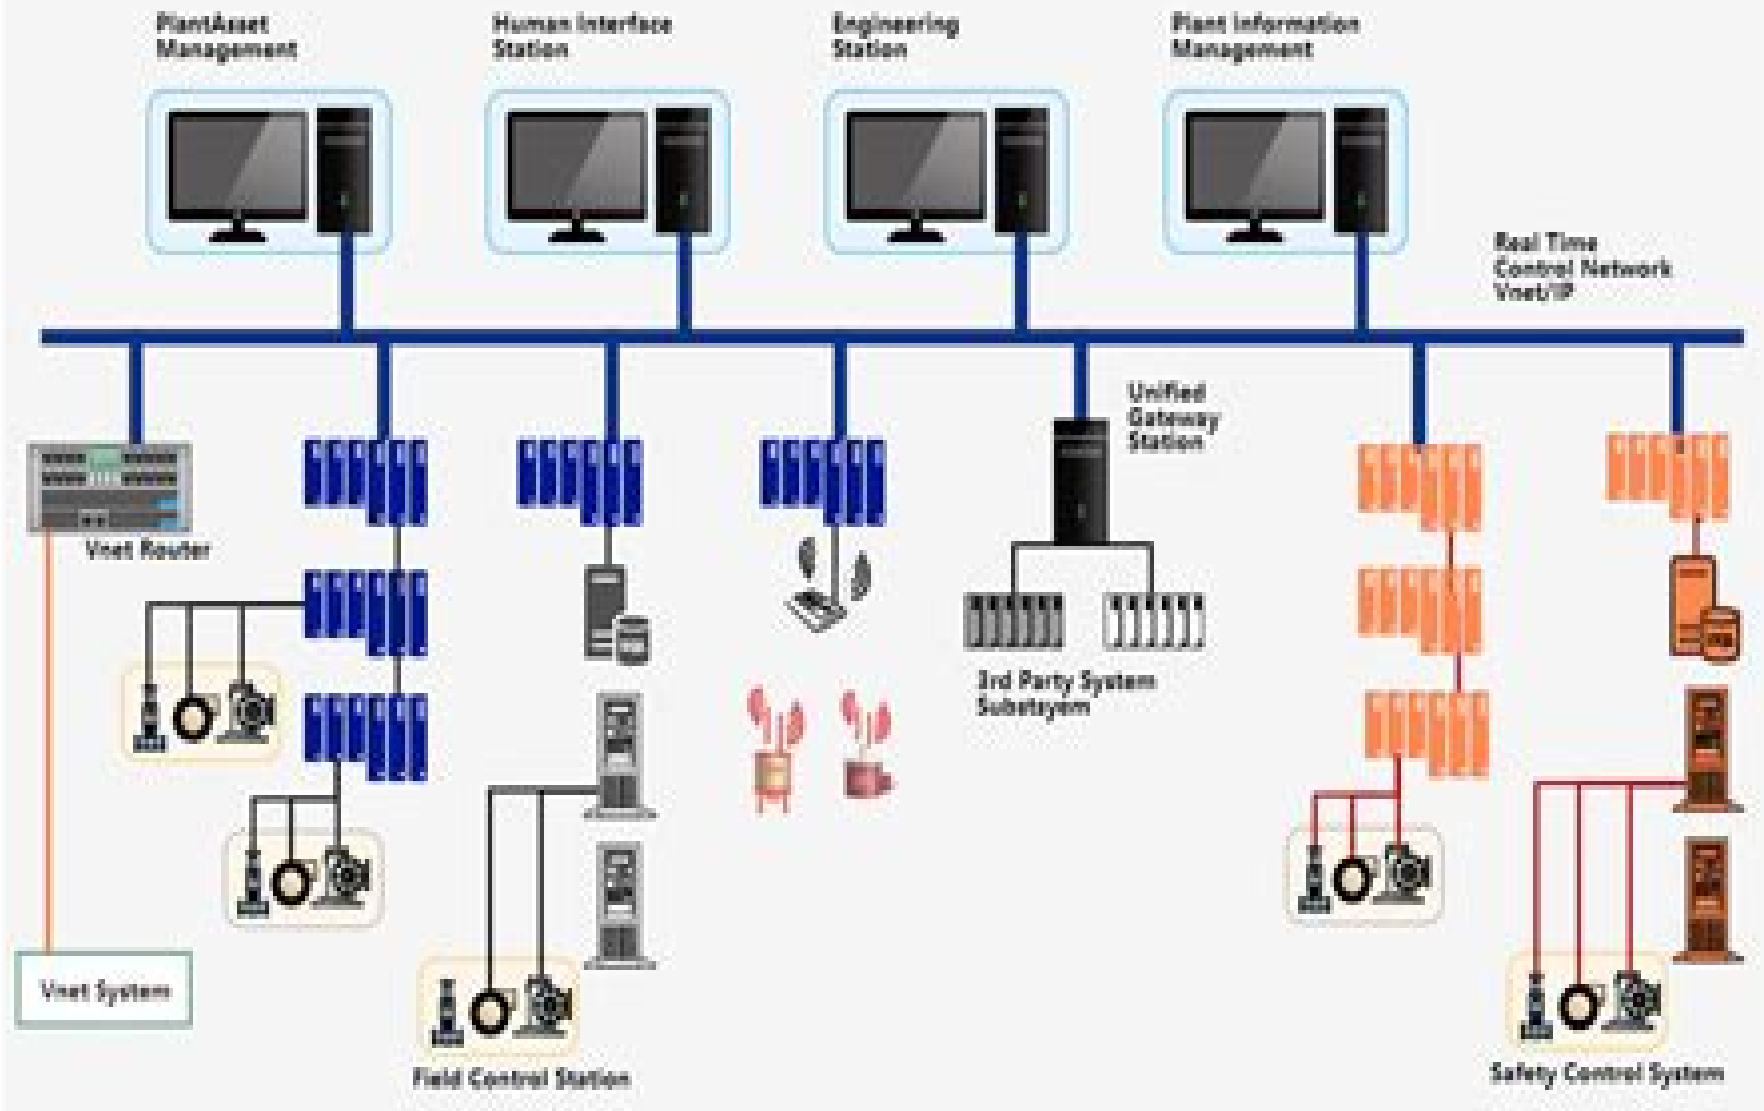 PlantAsset
Management
Human Interface
Station
Engineering
Station
Plant Information
Management
Real Time
Control Network
Vnet/IP
Unified
Gateway
Station
Vnet Router
3rd Party System
Substeyem
Vnet System
Field Control Station
Safety Control System